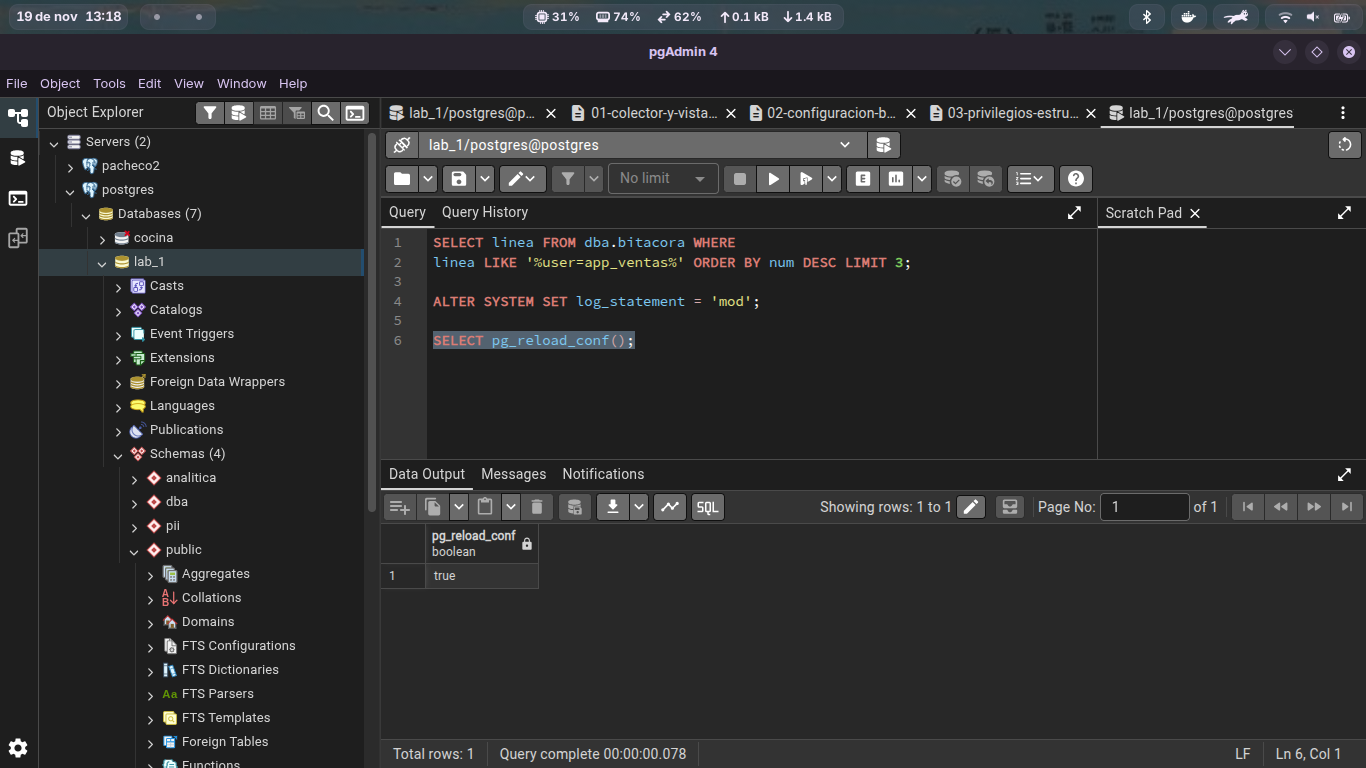 19 de nov 13:18
31% 74% 62% 0.1 kB 1.4 kB
pgAdmin 4
File Object Tools Edit View Window Help
Object Explorer
lab_1/postgres@p...
01-colector-y-vista...
02-configuracion-b...
03-privilegios-estru...
lab_1/postgres@postgres
Servers (2)
pacheco2
postgres
Databases (7)
cocina
lab_1
Casts
Catalogs
Event Triggers
Extensions
Foreign Data Wrappers
Languages
Publications
Schemas (4)
analitica
dba
pii
public
Aggregates
Collations
Domains
FTS Configurations
FTS Dictionaries
Aa FTS Parsers
FTS Templates
Foreign Tables
Functions
lab_1/postgres@postgres
No limit
E
Query Query History
Scratch Pad
1 SELECT linea FROM dba.bitacora WHERE
2 linea LIKE '%user=app_ventas%' ORDER BY num DESC LIMIT 3;
3
4 ALTER SYSTEM SET log_statement = 'mod';
5
6 SELECT pg_reload_conf();
Data Output Messages Notifications
SQL
Showing rows: 1 to 1
Page No: 1 of 1
pg_reload_conf
boolean
1 true
Total rows: 1
Query complete 00:00:00.078
LF
Ln 6, Col 1